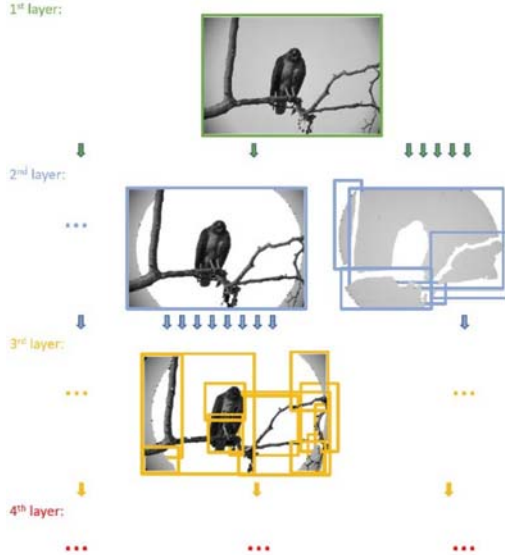 1st layer:
2nd layer:
...
3rd layer:
... ...
4th layer:
... ... ...